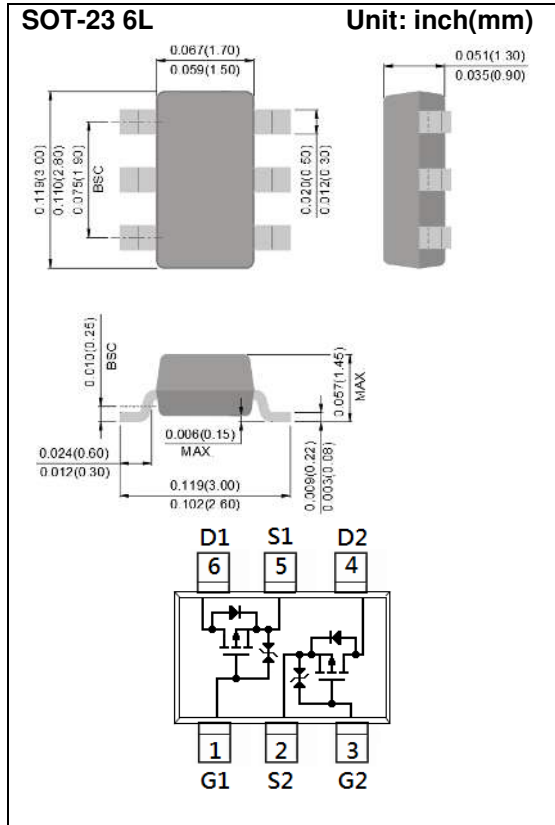 SOT-23 6L Unit: inch(mm)
0.067(1.70)
0.059(1.50)
0.051(1.30)
0.035(0.90)
0.119(3.00)
0.110(2.80)
0.075(1.90)
BSC
0.020(0.50)
0.012(0.30)
0.010(0.25)
BSC
0.057(1.45)
MAX
0.006(0.15)
MAX
0.024(0.60)
0.012(0.30)
0.009(0.22)
0.003(0.08)
0.119(3.00)
0.102(2.60)
D1 S1 D2
6 5 4
1 2 3
G1 S2 G2